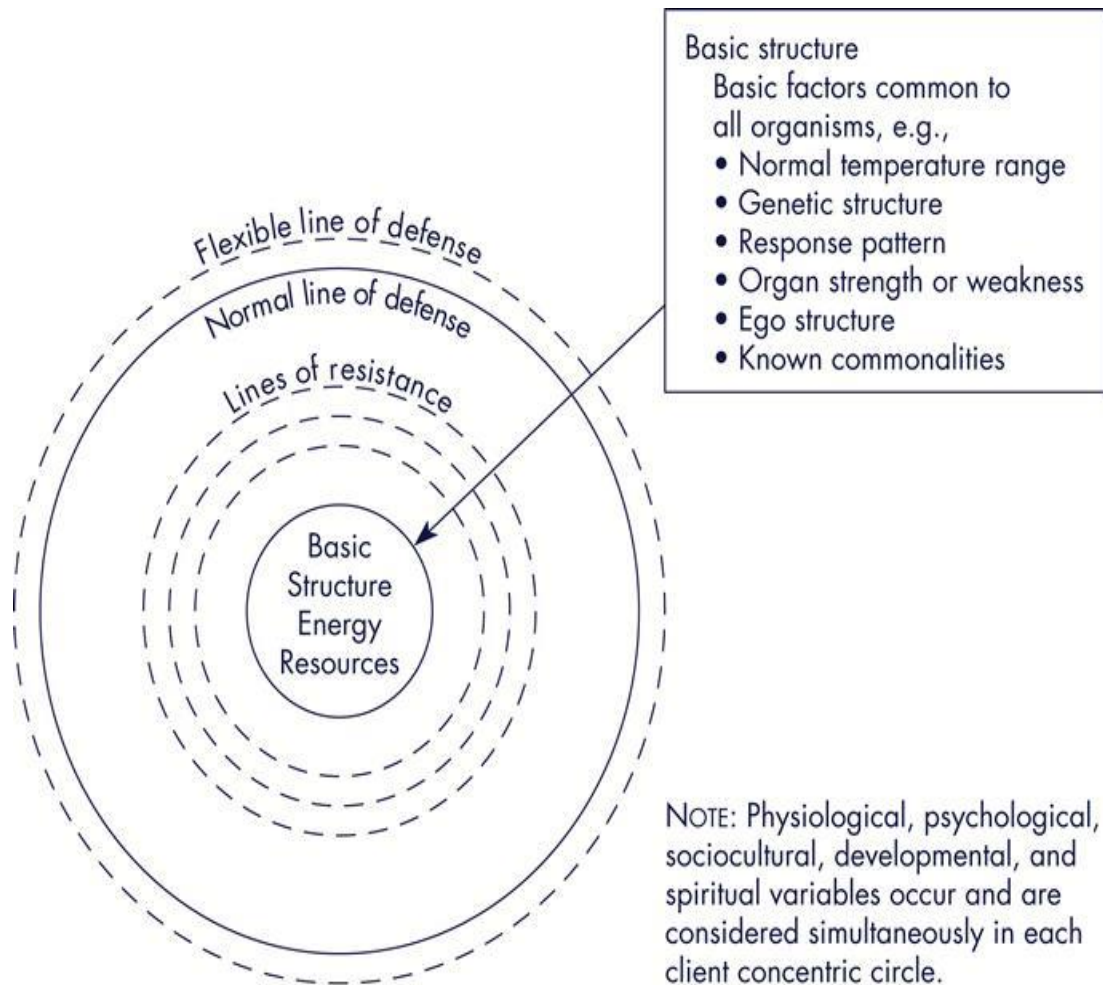 Basic structure
Basic factors common to
all organisms, e.g.,
• Normal temperature range
• Genetic structure
• Response pattern
• Organ strength or weakness
• Ego structure
• Known commonalities
Flexible line of defense
Normal line of defense
Lines of resistance
Basic
Structure
Energy
Resources
NOTE: Physiological, psychological,
sociocultural, developmental, and
spiritual variables occur and are
considered simultaneously in each
client concentric circle.